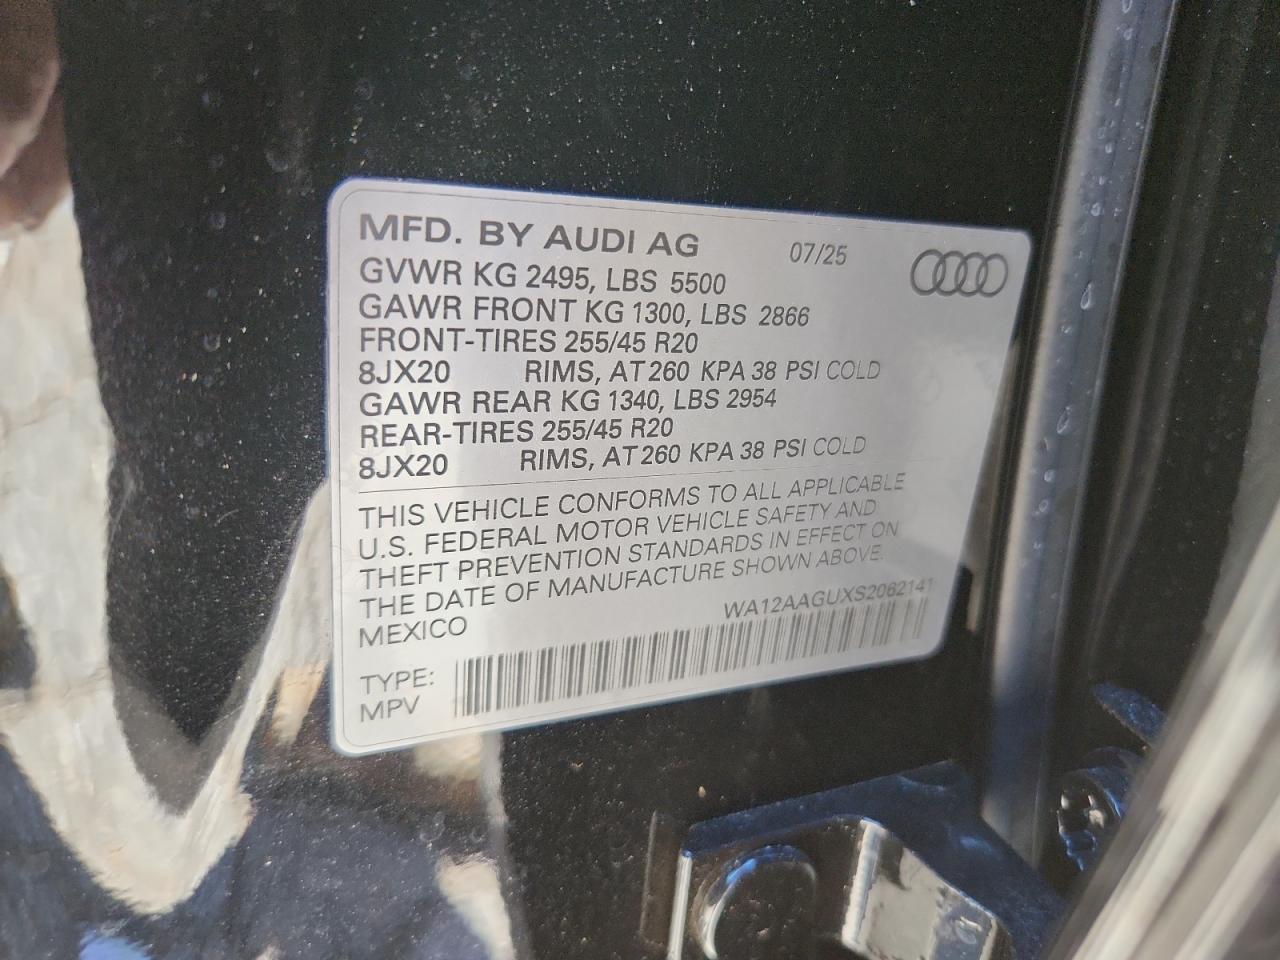 MFD. BY AUDI AG 07/25
GVWR KG 2495, LBS 5500
GAWR FRONT KG 1300, LBS 2866
FRONT-TIRES 255/45 R20
8JX20 RIMS, AT 260 KPA 38 PSI COLD
GAWR REAR KG 1340, LBS 2954
REAR-TIRES 255/45 R20
8JX20 RIMS, AT 260 KPA 38 PSI COLD
THIS VEHICLE CONFORMS TO ALL APPLICABLE
U.S. FEDERAL MOTOR VEHICLE SAFETY AND
THEFT PREVENTION STANDARDS IN EFFECT ON
THE DATE OF MANUFACTURE SHOWN ABOVE.
MEXICO WA12AAGUXS2062141
TYPE:
MPV